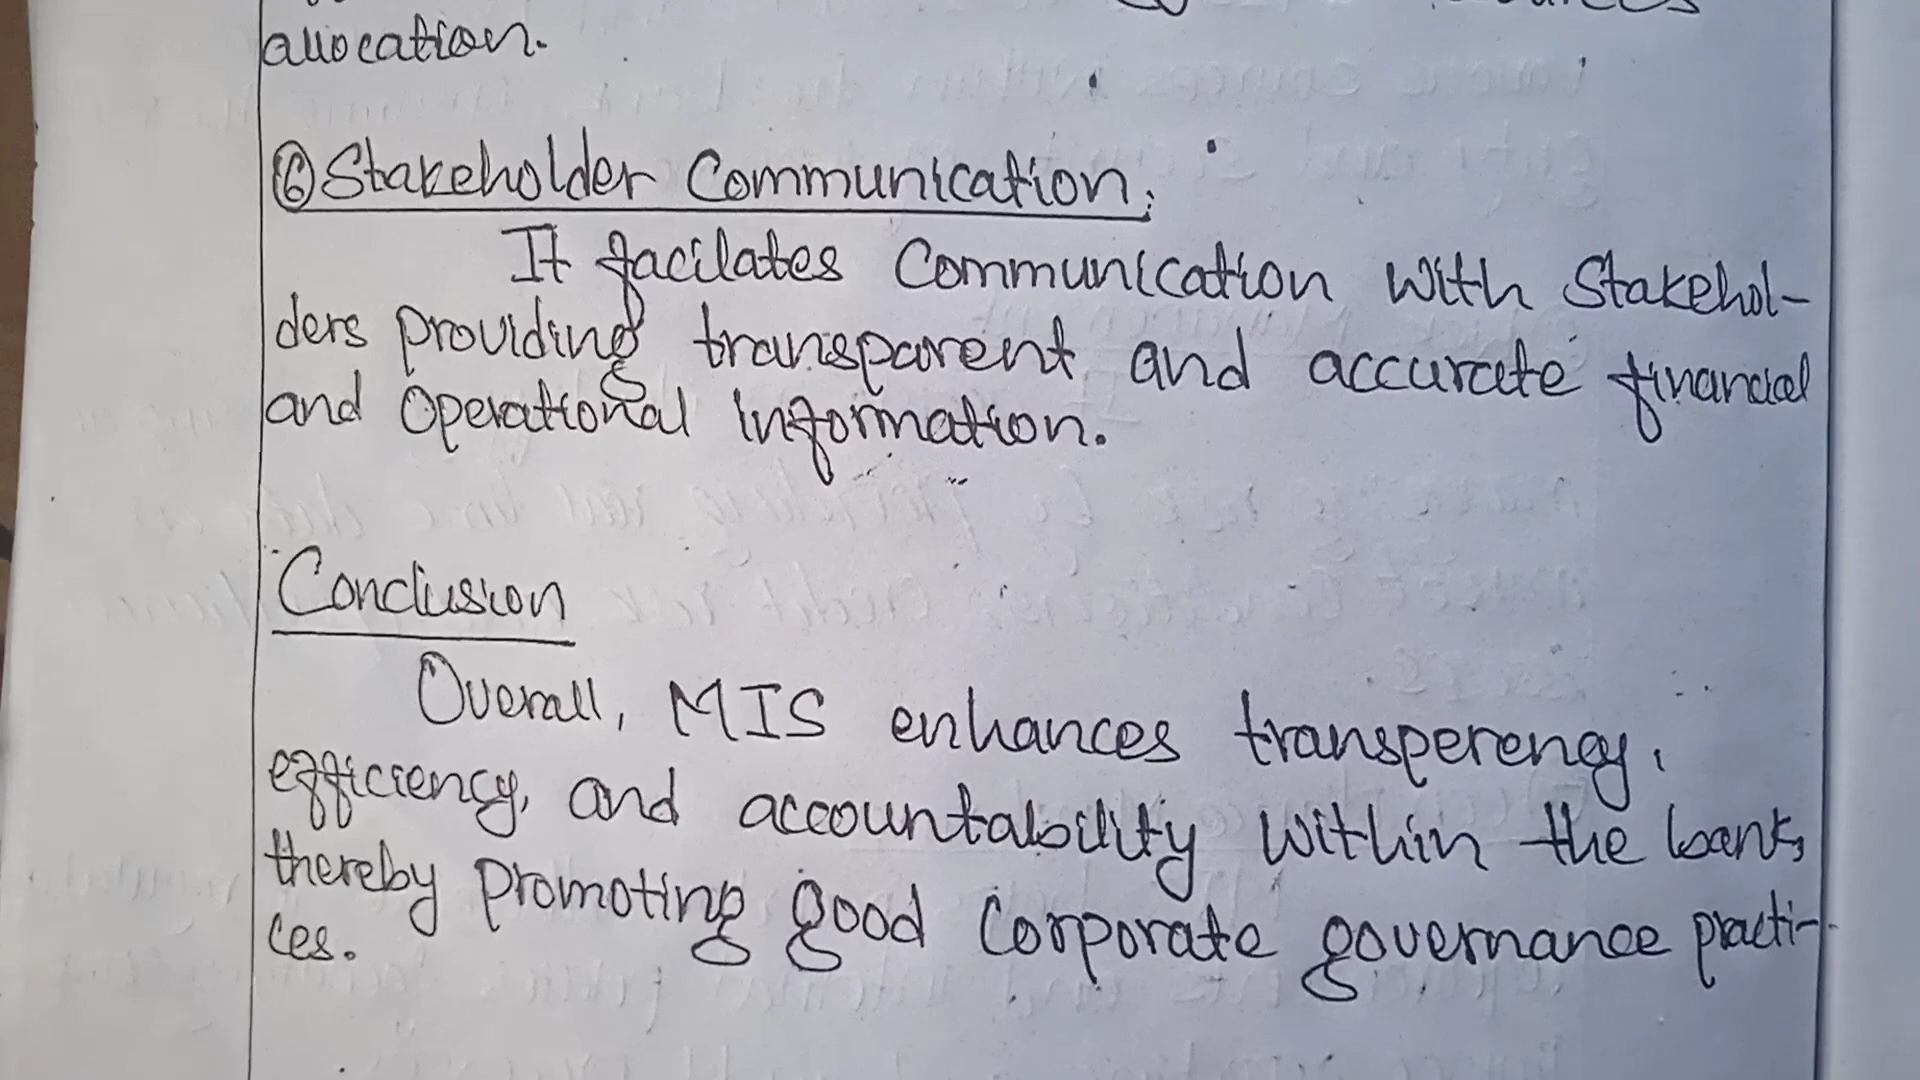 allocation.
⑥ Stakeholder Communication:
It facilates Communication with Stakehol-
ders providing transparent and accurate financial
and Operational Information.
Conclusion
Overall, MIS enhances transperency,
efficiency, and accountability within the bank,
thereby promoting good Corporate governance practi-
ces.